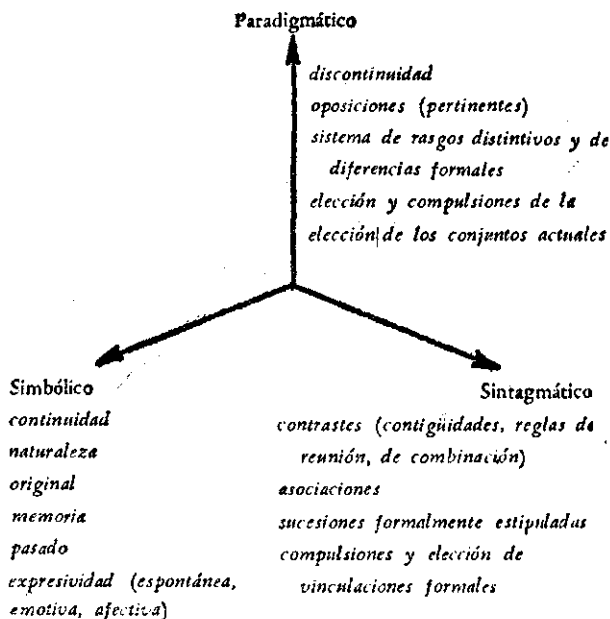 Paradigmático
discontinuidad
oposiciones (pertinentes)
sistema de rasgos distintivos y de
diferencias formales
elección y compulsiones de la
elección de los conjuntos actuales
Simbólico
continuidad
naturaleza
original
memoria
pasado
expresividad (espontánea,
emotiva, afectiva)
Sintagmático
contrastes (contigüidades, reglas de
reunión, de combinación)
asociaciones
sucesiones formalmente estipuladas
compulsiones y elección de
vinculaciones formales